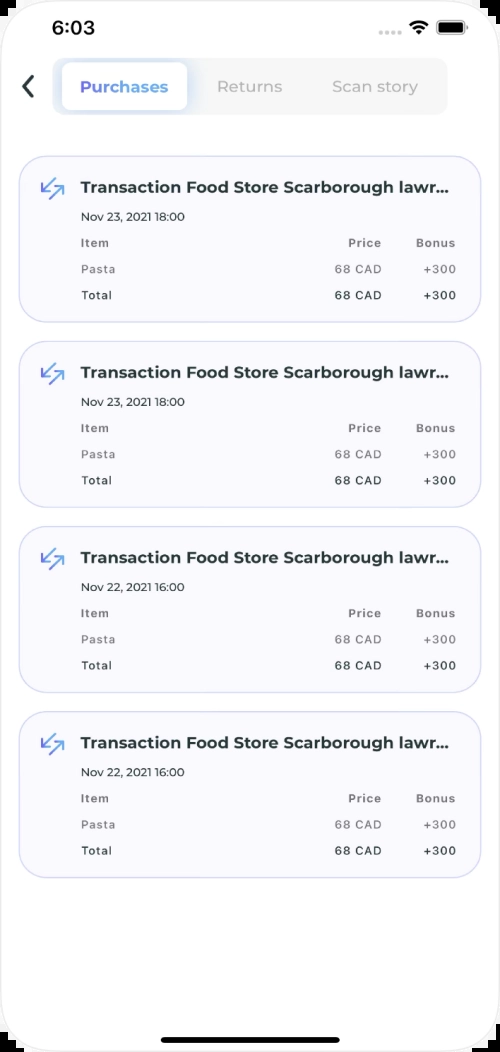 6:03
Purchases Returns Scan story
Transaction Food Store Scarborough lawr...
Nov 23, 2021 18:00
Item Price Bonus
Pasta 68 CAD +300
Total 68 CAD +300
Transaction Food Store Scarborough lawr...
Nov 23, 2021 18:00
Item Price Bonus
Pasta 68 CAD +300
Total 68 CAD +300
Transaction Food Store Scarborough lawr...
Nov 22, 2021 16:00
Item Price Bonus
Pasta 68 CAD +300
Total 68 CAD +300
Transaction Food Store Scarborough lawr...
Nov 22, 2021 16:00
Item Price Bonus
Pasta 68 CAD +300
Total 68 CAD +300